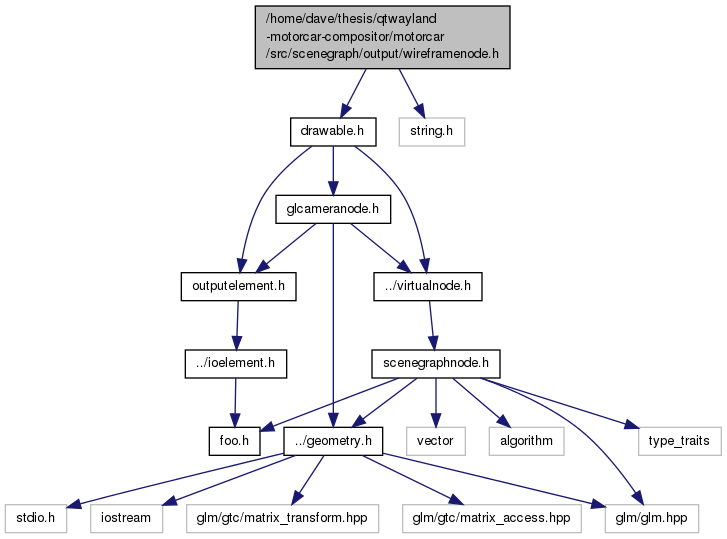 /home/dave/thesis/qtwayland
-motorcar-compositor/motorcar
/src/scenegraph/output/wireframenode.h
drawable.h
string.h
glcameranode.h
outputelement.h
../virtualnode.h
../ioelement.h
scenegraphnode.h
foo.h
../geometry.h
vector
algorithm
type_traits
stdio.h
iostream
glm/gtc/matrix_transform.hpp
glm/gtc/matrix_access.hpp
glm/glm.hpp